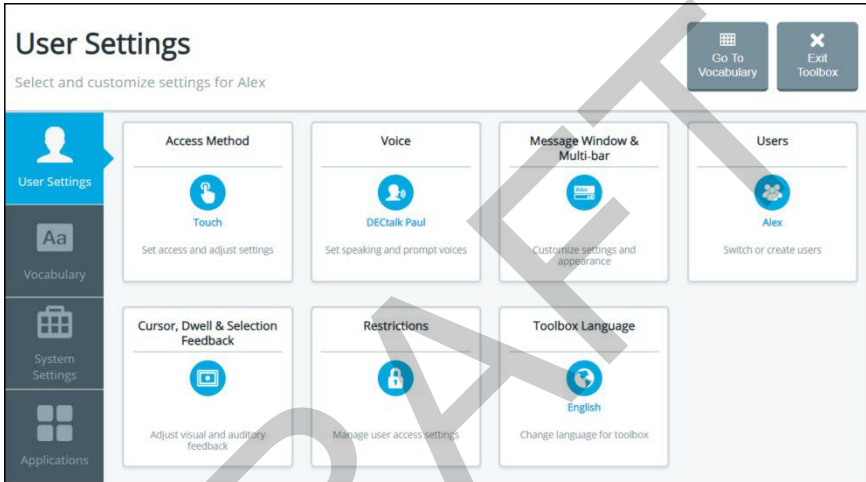 User Settings
Select and customize settings for Alex
Go To
Vocabulary
Exit
Toolbox
User Settings
Aa
Vocabulary
System
Settings
Applications
Access Method
Touch
Set access and adjust settings
Voice
DECtalk Paul
Set speaking and prompt voices
Message Window &
Multi-bar
Abc
Customize settings and
appearance
Users
Alex
Switch or create users
Cursor, Dwell & Selection
Feedback
Adjust visual and auditory
feedback
Restrictions
Manage user access settings
Toolbox Language
English
Change language for toolbox
DRAFT